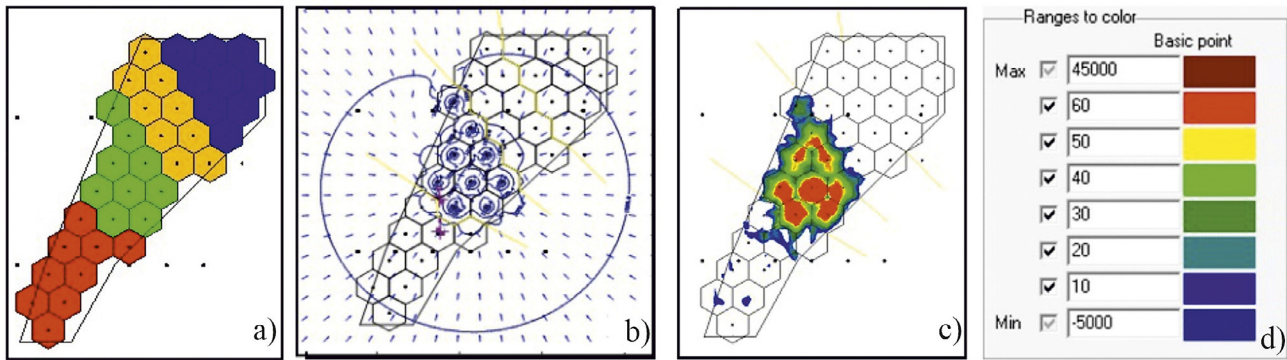 a)
b)
c)
Ranges to color
Basic point
Max 45000
60
50
40
30
20
10
Min -5000
d)